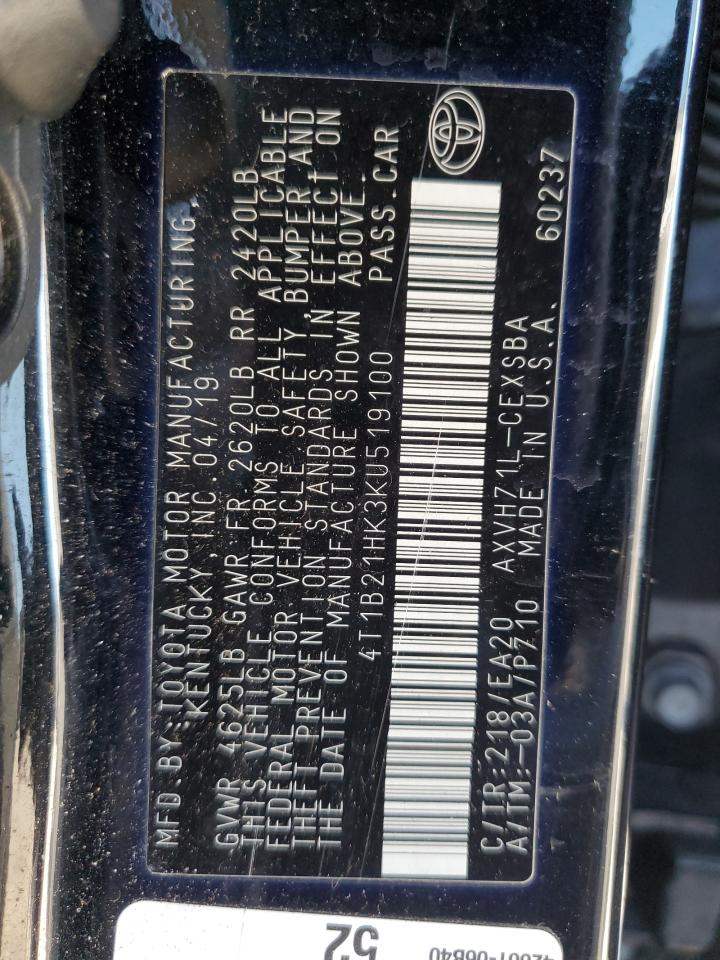 MFD BY: TOYOTA MOTOR MANUFACTURING,
KENTUCKY, INC. 04/19
GVWR 4625LB GAWR FR 2620LB RR 2420LB
THIS VEHICLE CONFORMS TO ALL APPLICABLE
FEDERAL MOTOR VEHICLE SAFETY, BUMPER AND
THEFT PREVENTION STANDARDS IN EFFECT ON
THE DATE OF MANUFACTURE SHOWN ABOVE.
4T1B21HK3KU519100 PASS.CAR
C/TR:218/EA20 AXVH71L-CEXSBA
A/TM:-03A/P710 MADE IN U.S.A. 60237
52